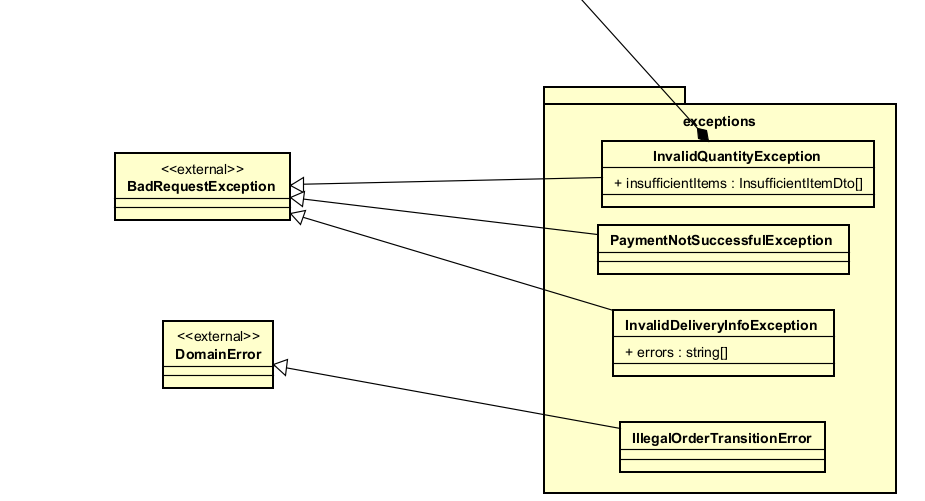 exceptions
<<external>>
BadRequestException
InvalidQuantityException
+ insufficientItems : InsufficientItemDto[]
PaymentNotSuccessfulException
InvalidDeliveryInfoException
+ errors : string[]
<<external>>
DomainError
IllegalOrderTransitionError